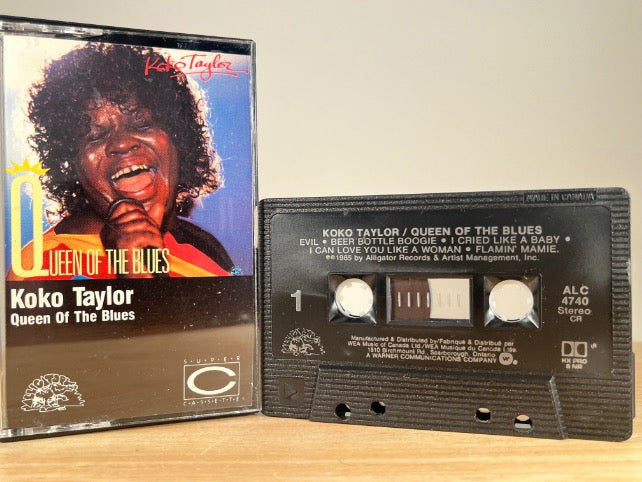 Koko Taylor
QUEEN OF THE BLUES
Koko Taylor
Queen Of The Blues
SUPER
C
CASSETTE
MADE IN CANADA
KOKO TAYLOR / QUEEN OF THE BLUES
EVIL • BEER BOTTLE BOOGIE • I CRIED LIKE A BABY •
I CAN LOVE YOU LIKE A WOMAN • FLAMIN' MAMIE.
℗©1985 by Alligator Records & Artist Management, Inc.
1
ALC
4740
Stereo
CR
Manufactured & Distributed by/Fabriqué & Distribué par
WEA Music of Canada Ltd./WEA Musique du Canada Ltée
1810 Birchmount Rd., Scarborough, Ontario
A WARNER COMMUNICATIONS COMPANY
HX PRO
B NR